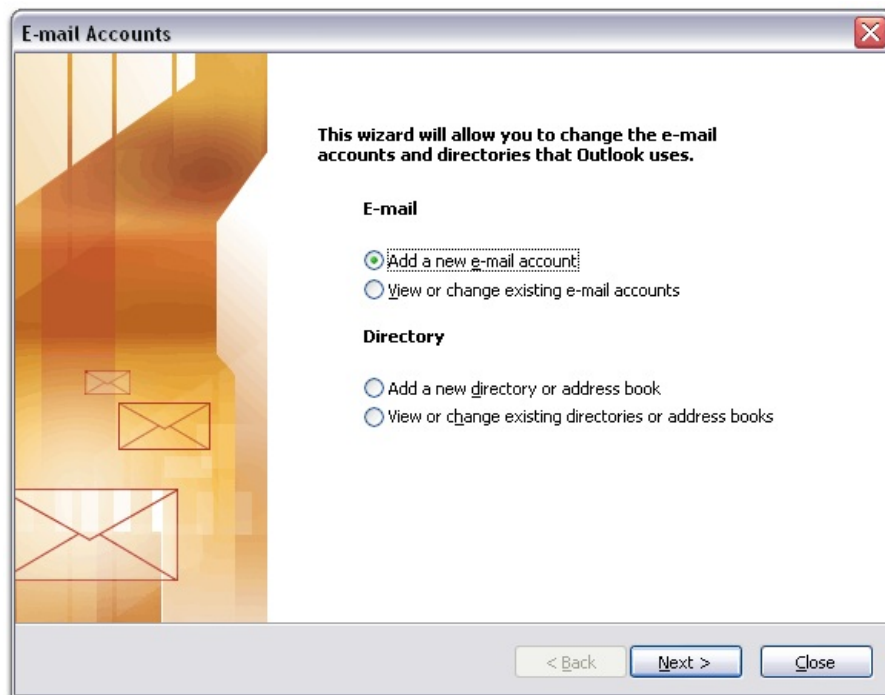 E-mail Accounts
This wizard will allow you to change the e-mail
accounts and directories that Outlook uses.
E-mail
Add a new e-mail account
View or change existing e-mail accounts
Directory
Add a new directory or address book
View or change existing directories or address books
< Back
Next >
Close